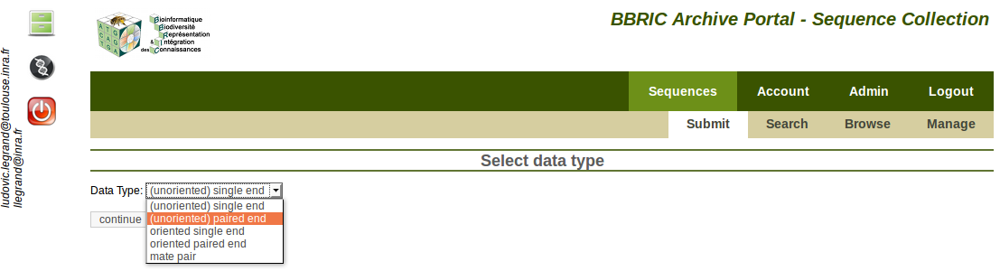 Bioinformatique
Biodiversité
Représentation
& Intégration
des Connaissances
BBRIC Archive Portal - Sequence Collection
ludovic.legrand@toulouse.inra.fr
llegrand@inra.fr
Sequences Account Admin Logout
Submit Search Browse Manage
Select data type
Data Type: (unoriented) single end
(unoriented) single end
continue (unoriented) paired end
oriented single end
oriented paired end
mate pair